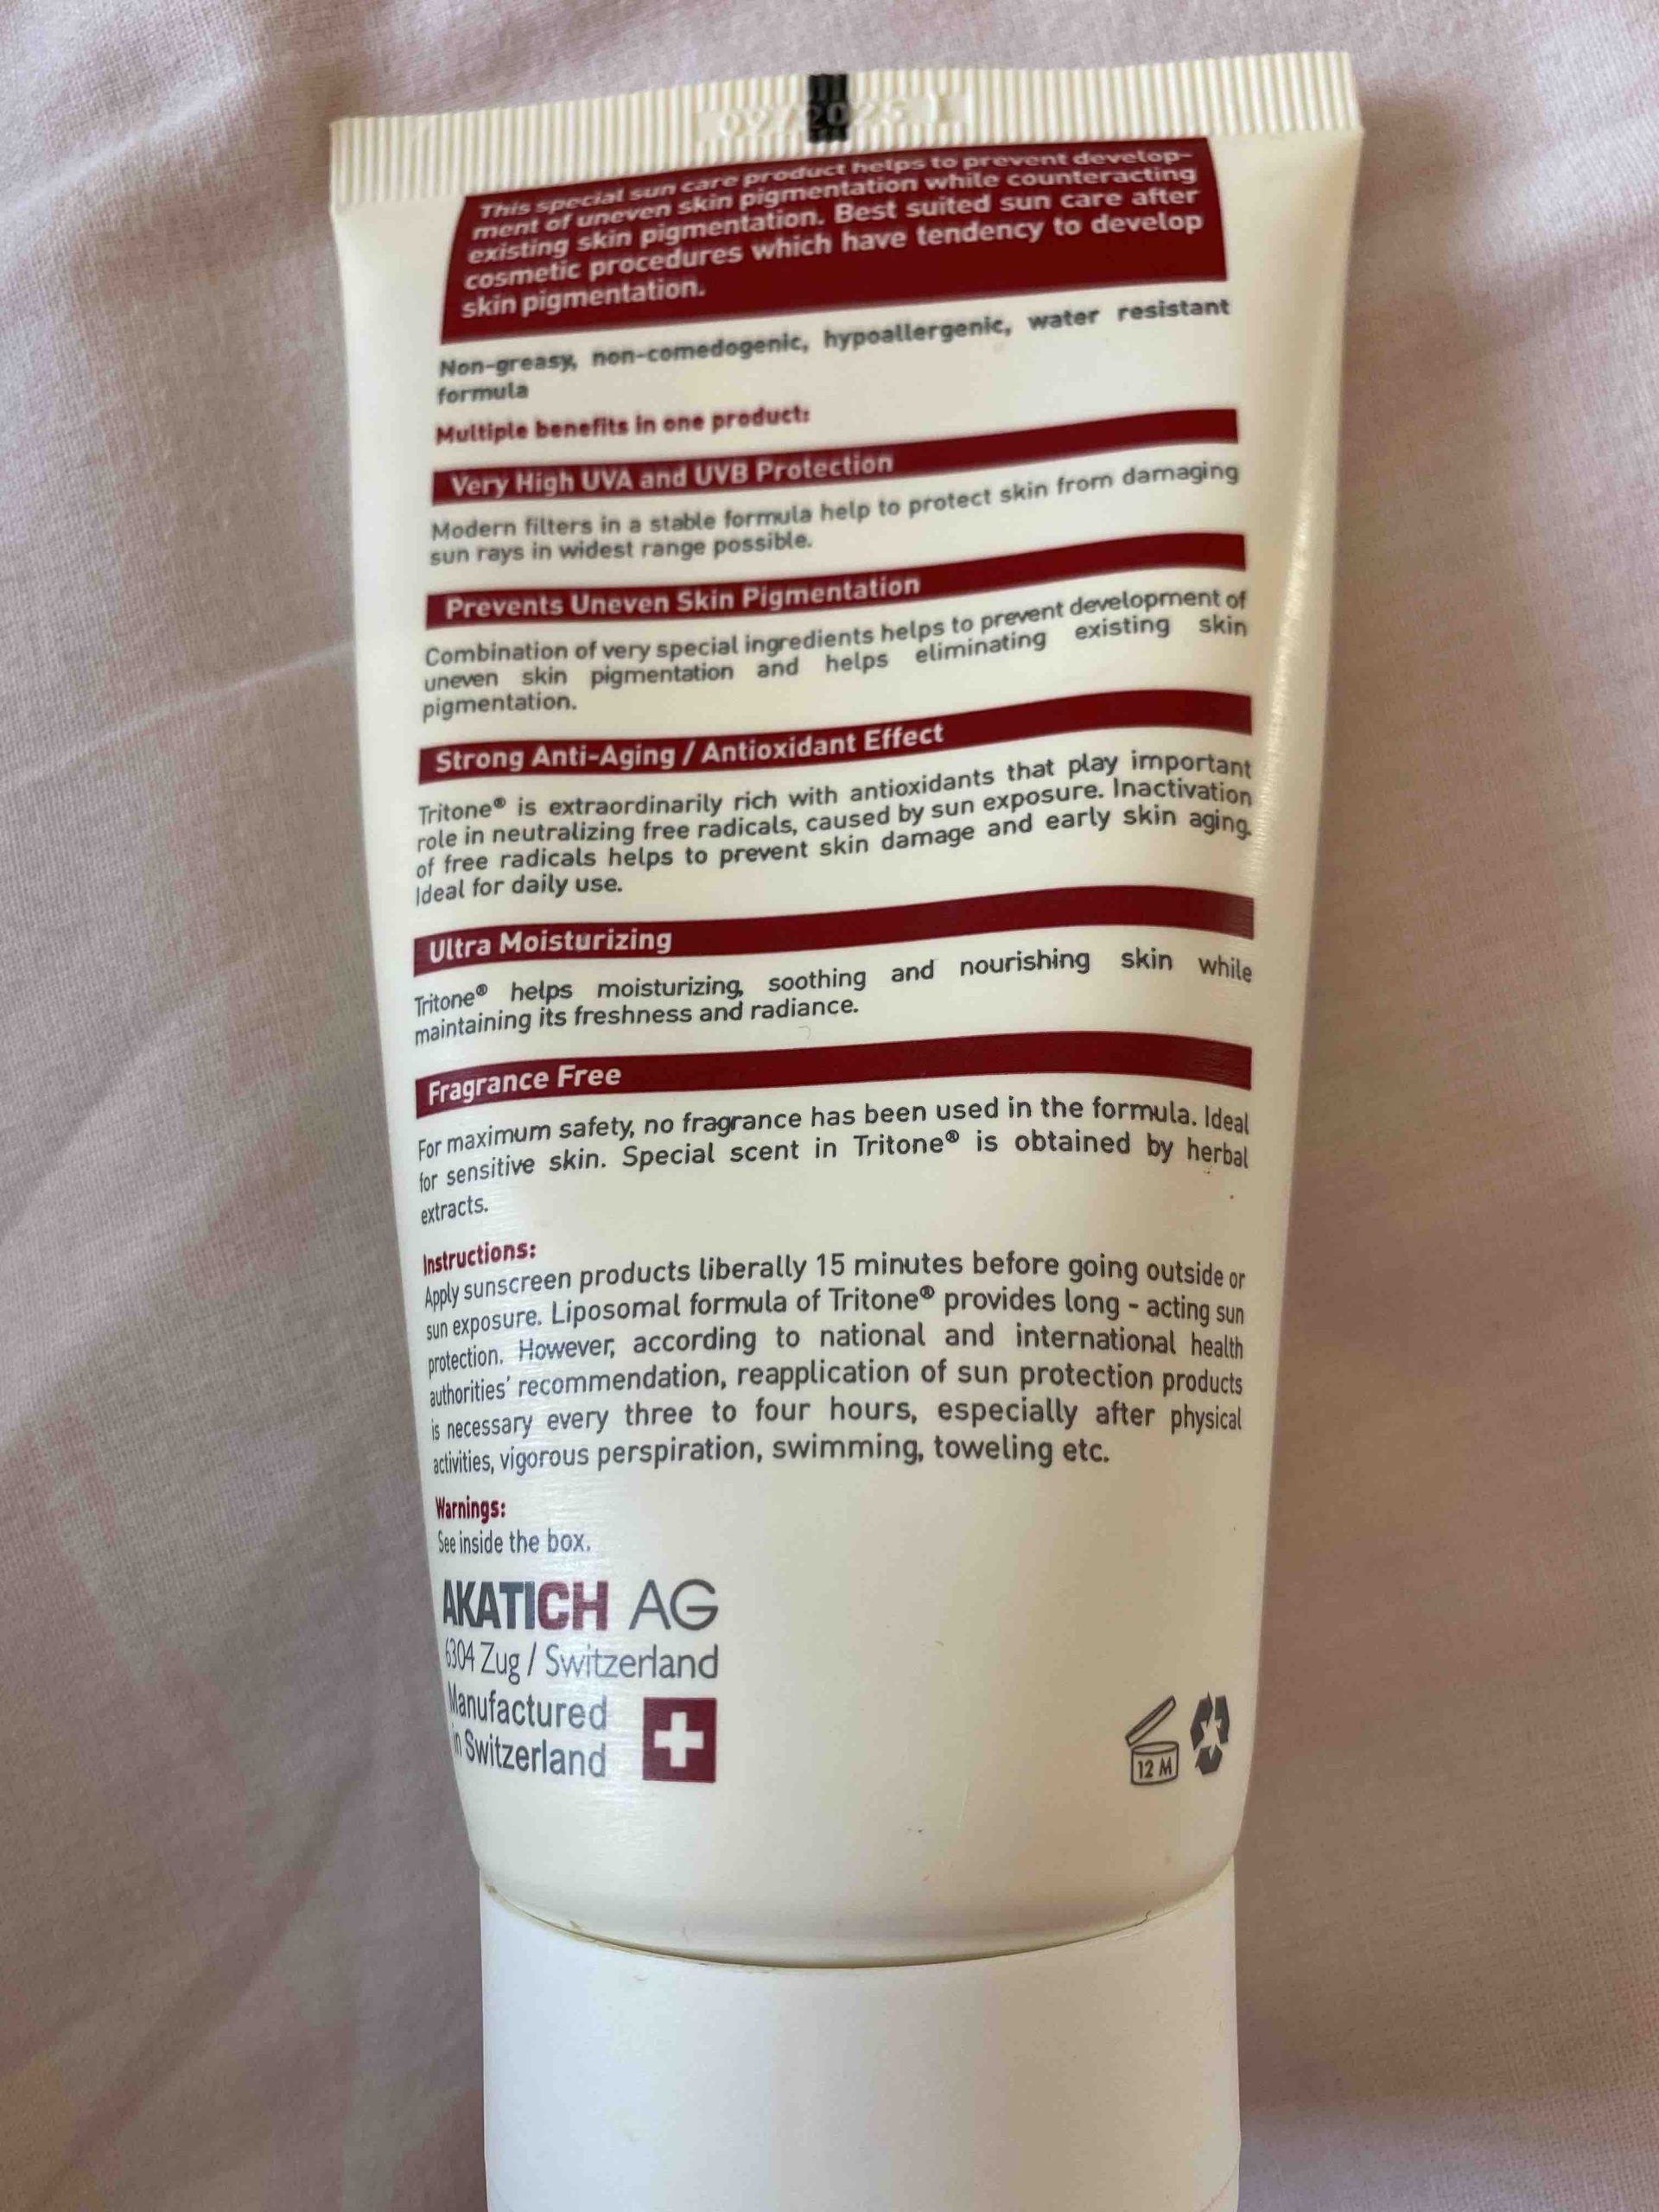 09/2025 L
This special sun care product helps to prevent develop-
ment of uneven skin pigmentation while counteracting
existing skin pigmentation. Best suited sun care after
cosmetic procedures which have tendency to develop
skin pigmentation.
Non-greasy, non-comedogenic, hypoallergenic, water resistant
formula
Multiple benefits in one product:
Very High UVA and UVB Protection
Modern filters in a stable formula help to protect skin from damaging
sun rays in widest range possible.
Prevents Uneven Skin Pigmentation
Combination of very special ingredients helps to prevent development of
uneven skin pigmentation and helps eliminating existing skin
pigmentation.
Strong Anti-Aging / Antioxidant Effect
Tritone® is extraordinarily rich with antioxidants that play important
role in neutralizing free radicals, caused by sun exposure. Inactivation
of free radicals helps to prevent skin damage and early skin aging.
Ideal for daily use.
Ultra Moisturizing
Tritone® helps moisturizing, soothing and nourishing skin while
maintaining its freshness and radiance.
Fragrance Free
For maximum safety, no fragrance has been used in the formula. Ideal
for sensitive skin. Special scent in Tritone® is obtained by herbal
extracts.
Instructions:
Apply sunscreen products liberally 15 minutes before going outside or
sun exposure. Liposomal formula of Tritone® provides long - acting sun
protection. However, according to national and international health
authorities' recommendation, reapplication of sun protection products
is necessary every three to four hours, especially after physical
activities, vigorous perspiration, swimming, toweling etc.
Warnings:
See inside the box.
AKATICH AG
6304 Zug / Switzerland
Manufactured
in Switzerland
12 M